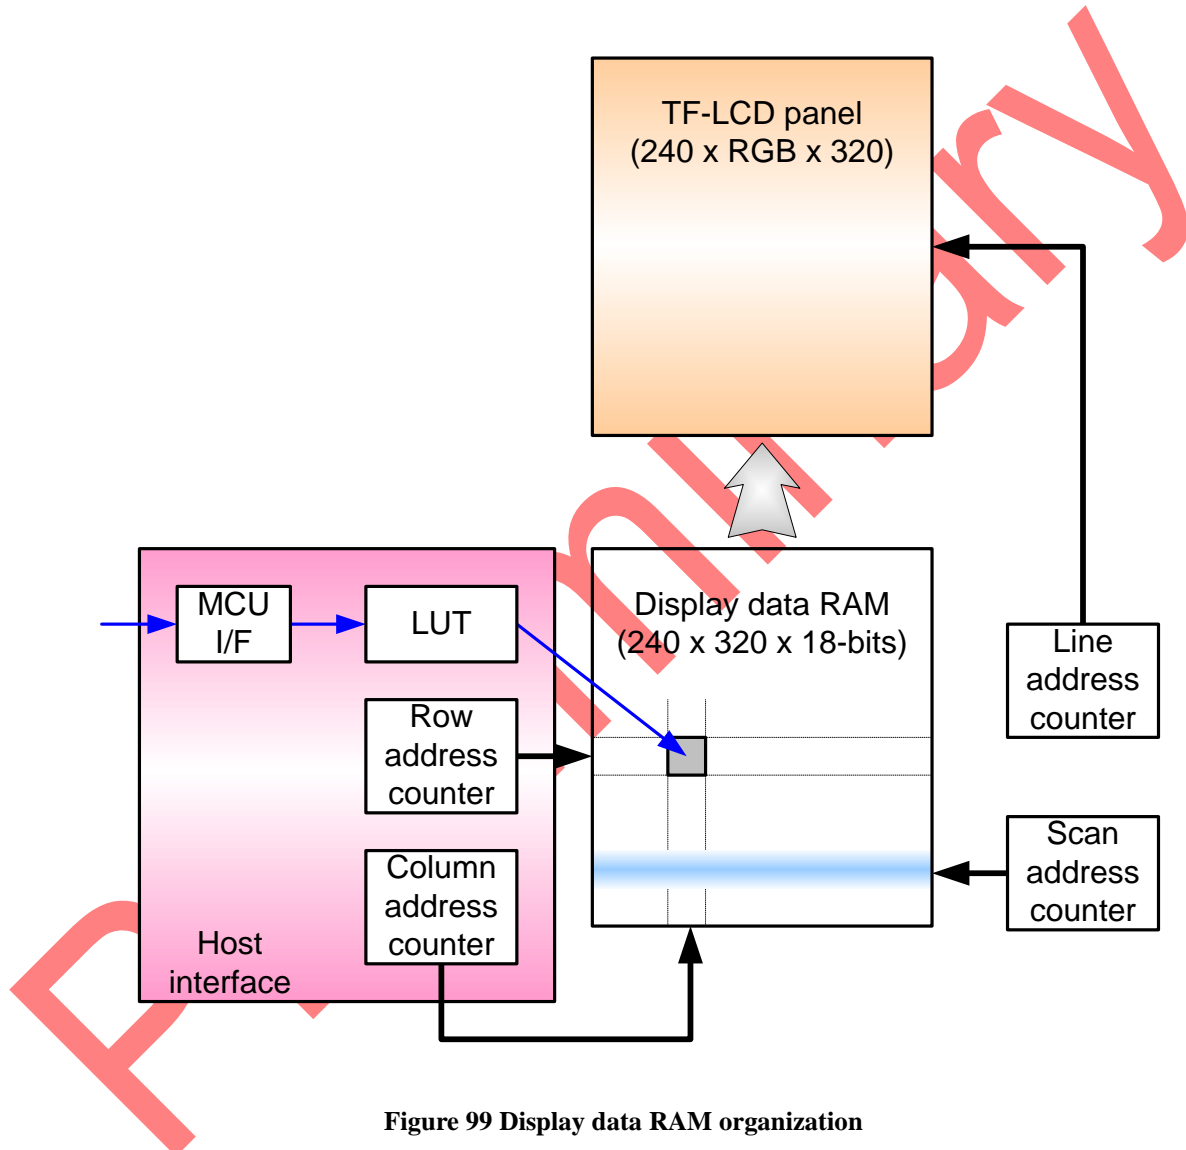 TF-LCD panel
(240 x RGB x 320)
MCU
I/F
LUT
Display data RAM
(240 x 320 x 18-bits)
Line
address
counter
Row
address
counter
Scan
address
counter
Column
address
counter
Host
interface
Preliminary
Figure 99 Display data RAM organization